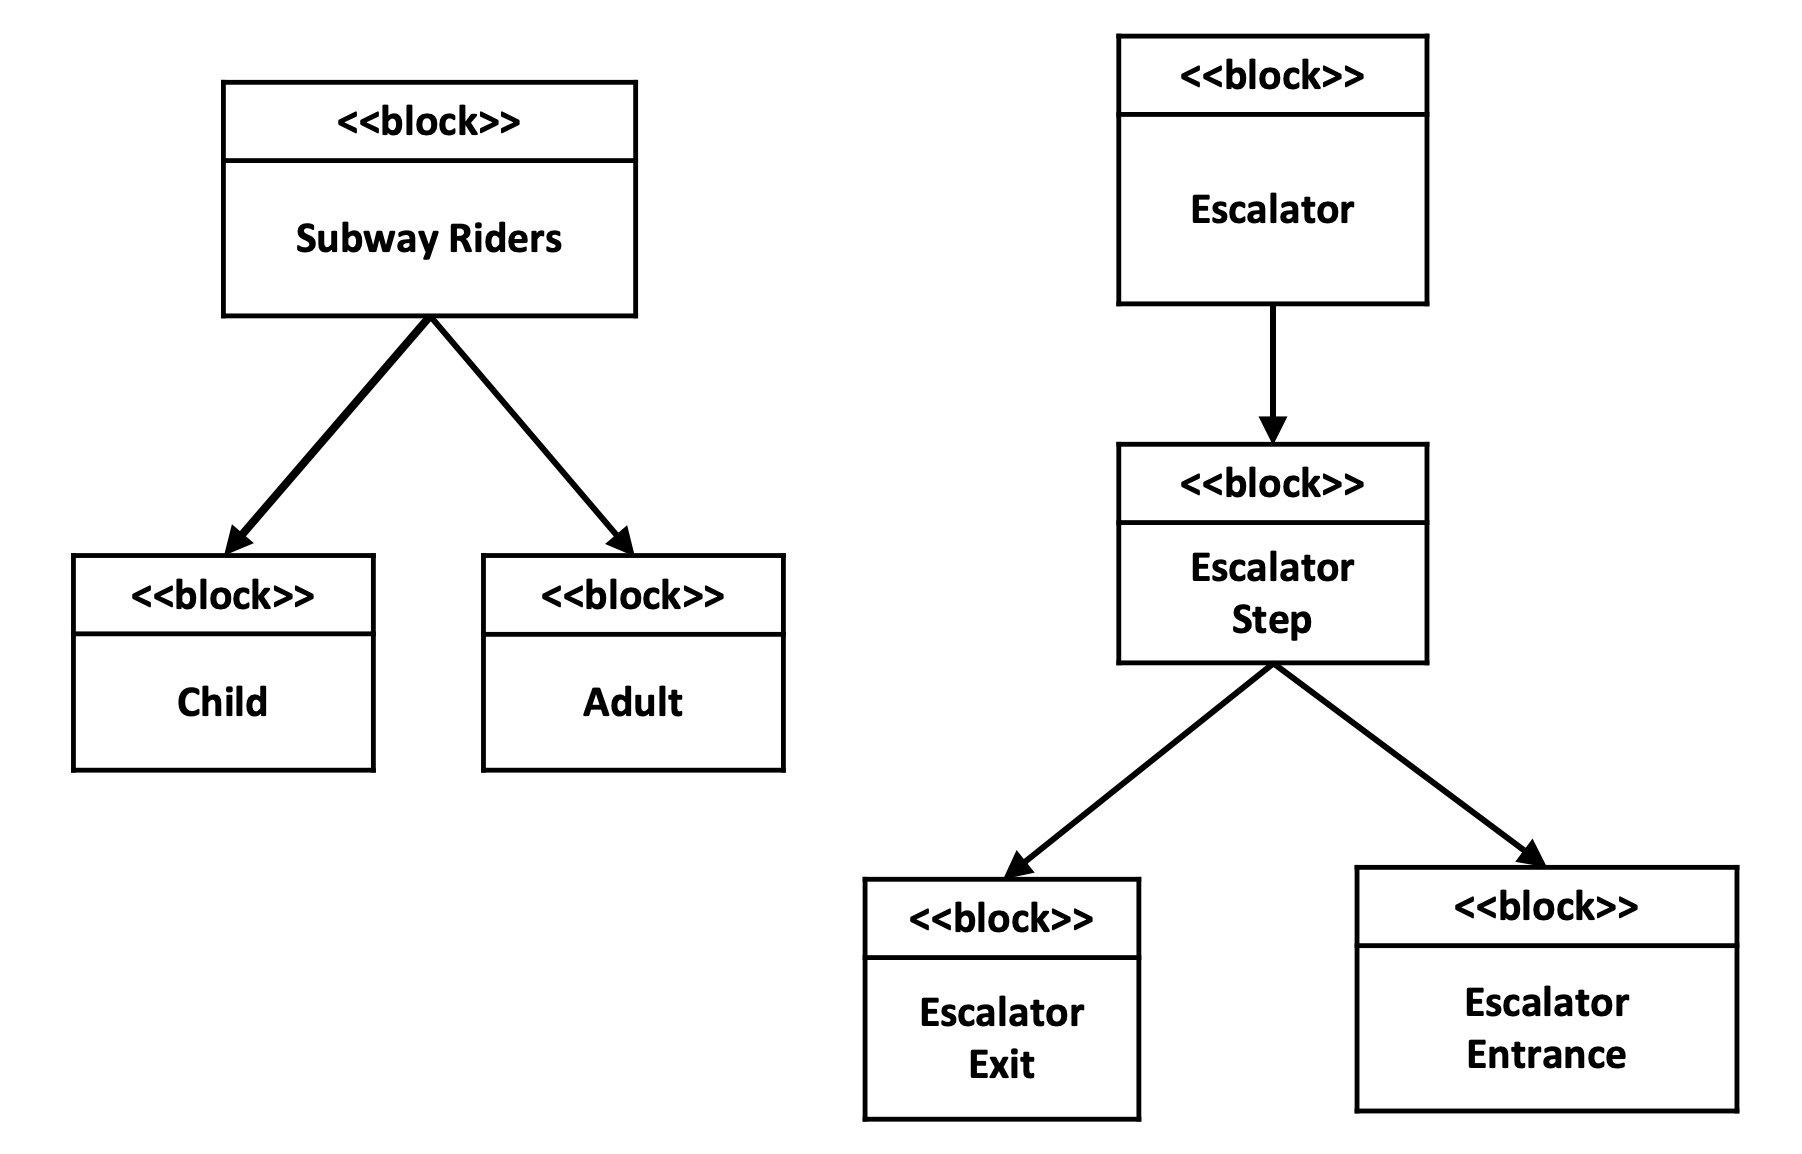 <<block>>
Subway Riders
<<block>>
Child
<<block>>
Adult
<<block>>
Escalator
<<block>>
Escalator
Step
<<block>>
Escalator
Exit
<<block>>
Escalator
Entrance